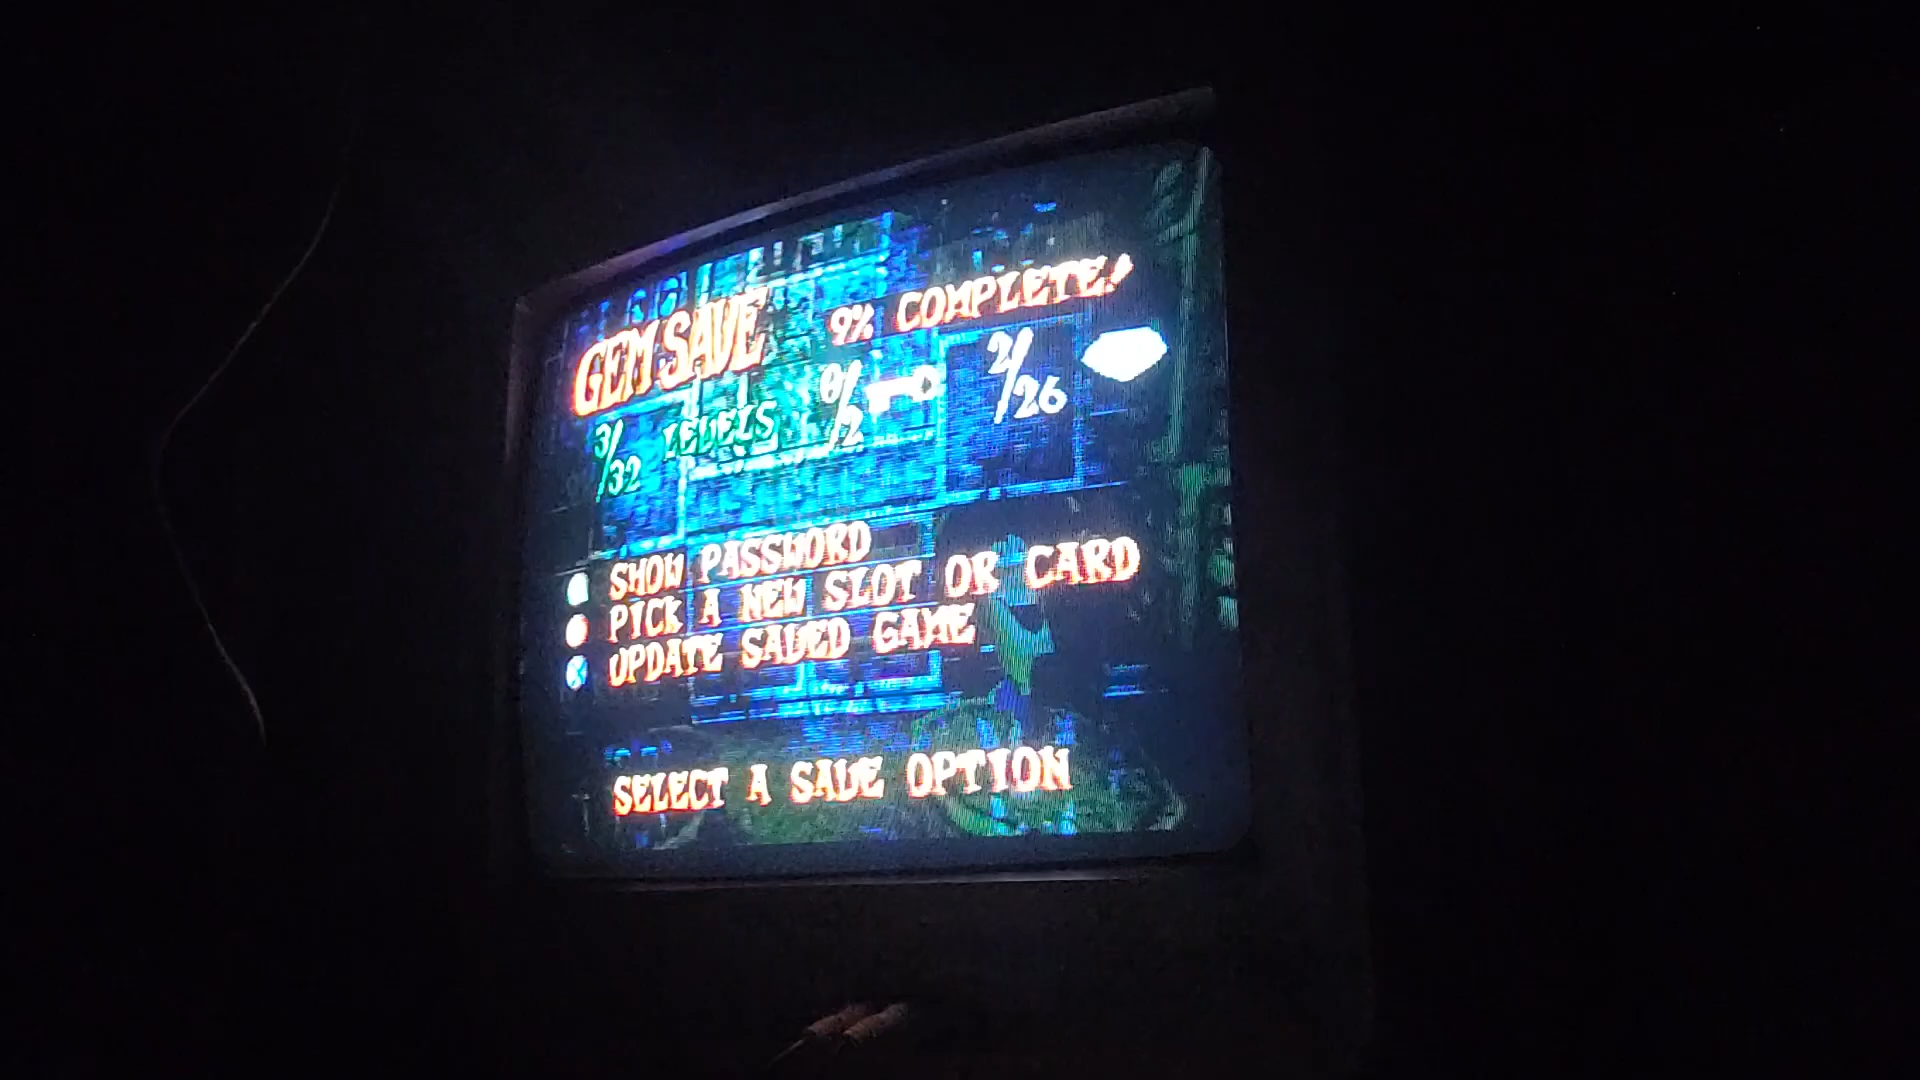 GEM SAVE
9% COMPLETE!
3/32 LEVELS
0/2
2/26
SHOW PASSWORD
PICK A NEW SLOT OR CARD
UPDATE SAVED GAME
SELECT A SAVE OPTION